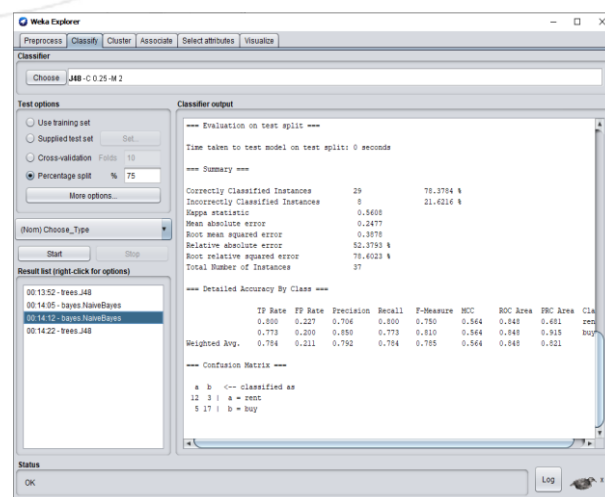 Weka Explorer
Preprocess Classify Cluster Associate Select attributes Visualize
Classifier
Choose J48 -C 0.25 -M 2
Test options
Use training set
Supplied test set Set...
Cross-validation Folds 10
Percentage split % 75
More options...
(Nom) Choose_Type
Start Stop
Result list (right-click for options)
00:13:52 - trees.J48
00:14:05 - bayes.NaiveBayes
00:14:12 - bayes.NaiveBayes
00:14:22 - trees.J48
Classifier output
=== Evaluation on test split ===
Time taken to test model on test split: 0 seconds
=== Summary ===
Correctly Classified Instances 29 78.3784 %
Incorrectly Classified Instances 8 21.6216 %
Kappa statistic 0.5608
Mean absolute error 0.2477
Root mean squared error 0.3878
Relative absolute error 52.3793 %
Root relative squared error 78.6023 %
Total Number of Instances 37
=== Detailed Accuracy By Class ===
TP Rate FP Rate Precision Recall F-Measure MCC ROC Area PRC Area Cla
0.800 0.227 0.706 0.800 0.750 0.564 0.848 0.681 ren
0.773 0.200 0.850 0.773 0.810 0.564 0.848 0.915 buy
Weighted Avg. 0.784 0.211 0.792 0.784 0.785 0.564 0.848 0.821
=== Confusion Matrix ===
a b <-- classified as
12 3 | a = rent
5 17 | b = buy
Status
OK
Log
x